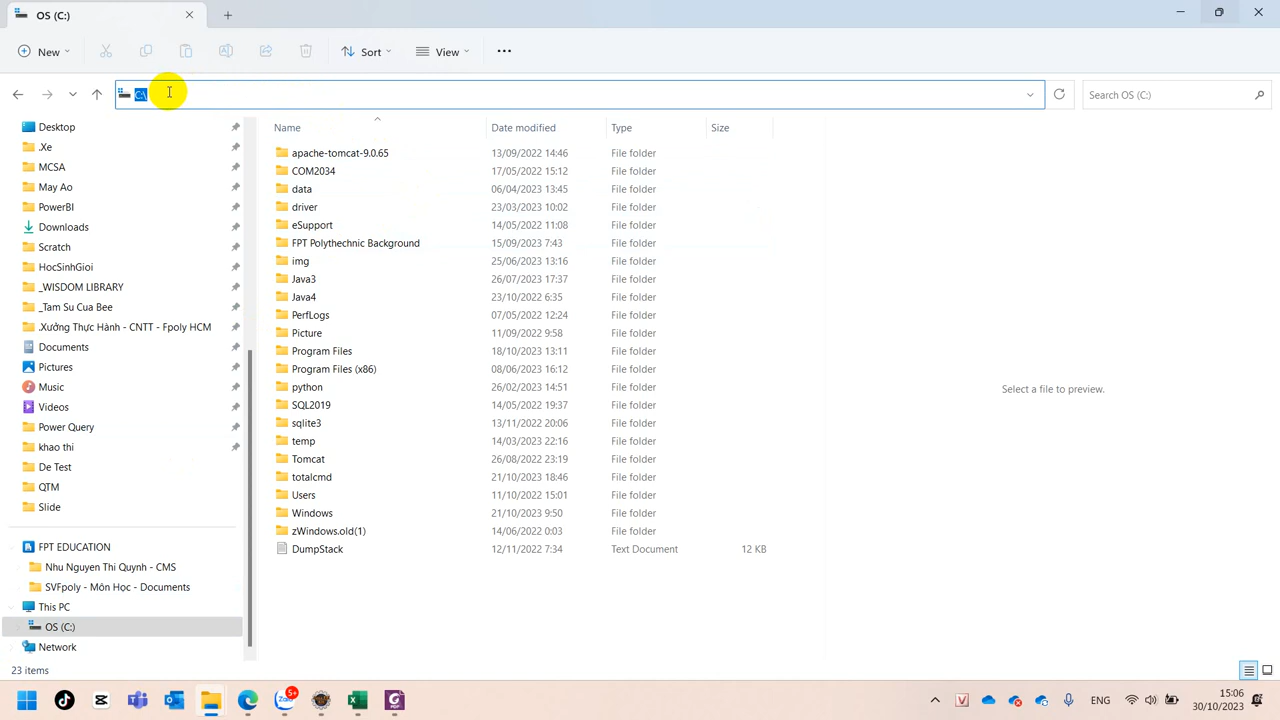 OS (C:)
New
Sort
View
C:\
Search OS (C:)
Name
Date modified
Type
Size
Desktop
.Xe
MCSA
May Ao
PowerBI
Downloads
Scratch
HocSinhGioi
_WISDOM LIBRARY
_Tam Su Cua Bee
.Xưởng Thực Hành - CNTT - Fpoly HCM
Documents
Pictures
Music
Videos
Power Query
khao thi
De Test
QTM
Slide
FPT EDUCATION
Nhu Nguyen Thi Quynh - CMS
SVFpoly - Môn Học - Documents
This PC
OS (C:)
Network
apache-tomcat-9.0.65 13/09/2022 14:46 File folder
COM2034 17/05/2022 15:12 File folder
data 06/04/2023 13:45 File folder
driver 23/03/2023 10:02 File folder
eSupport 14/05/2022 11:08 File folder
FPT Polythechnic Background 15/09/2023 7:43 File folder
img 25/06/2023 13:16 File folder
Java3 26/07/2023 17:37 File folder
Java4 23/10/2022 6:35 File folder
PerfLogs 07/05/2022 12:24 File folder
Picture 11/09/2022 9:58 File folder
Program Files 18/10/2023 13:11 File folder
Program Files (x86) 08/06/2023 16:12 File folder
python 26/02/2023 14:51 File folder
SQL2019 14/05/2022 19:37 File folder
sqlite3 13/11/2022 20:06 File folder
temp 14/03/2023 22:16 File folder
Tomcat 26/08/2022 23:19 File folder
totalcmd 21/10/2023 18:46 File folder
Users 11/10/2022 15:01 File folder
Windows 21/10/2023 9:50 File folder
zWindows.old(1) 14/06/2022 0:03 File folder
DumpStack 12/11/2022 7:34 Text Document 12 KB
Select a file to preview.
23 items
Zalo
5+
PDF
V
ENG
15:06
30/10/2023